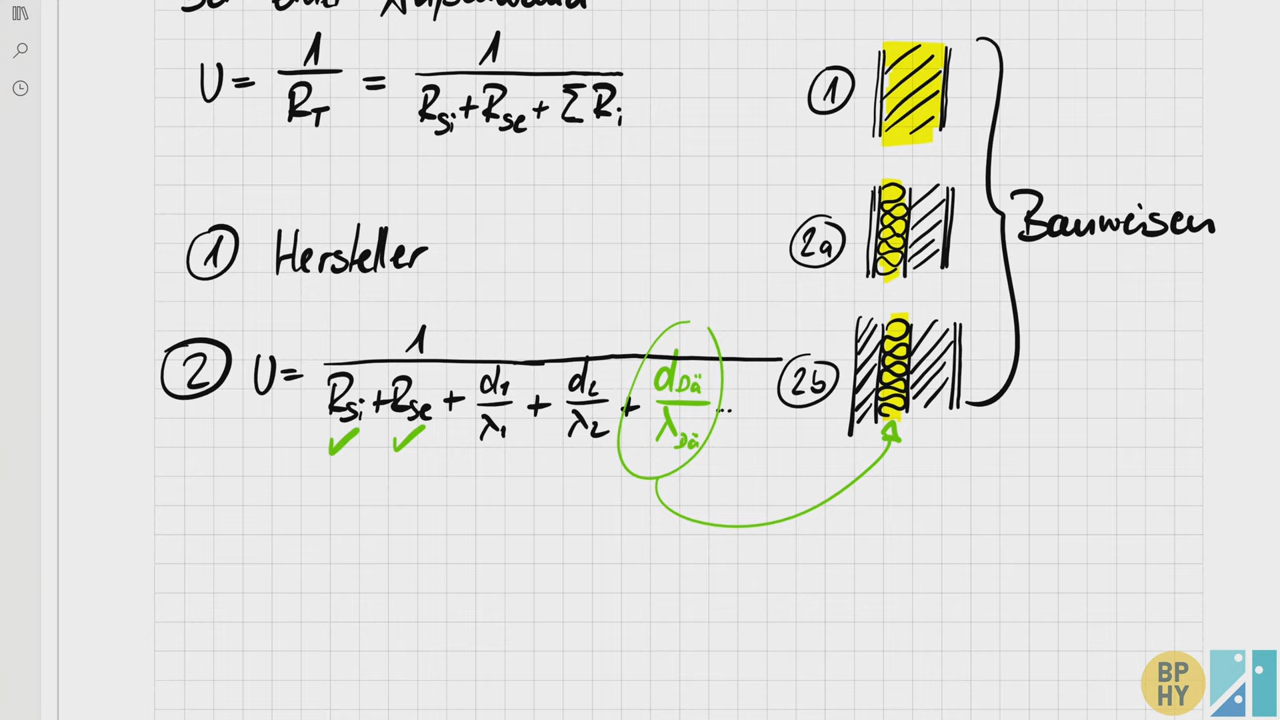 U = 1/R_T = 1/(R_si + R_se + Σ R_i)
① Hersteller
② U = 1/(R_si + R_se + d_1/λ_1 + d_2/λ_2 + d_Dä/λ_Dä ...)
①
2a
2b
Bauweisen
BP
HY